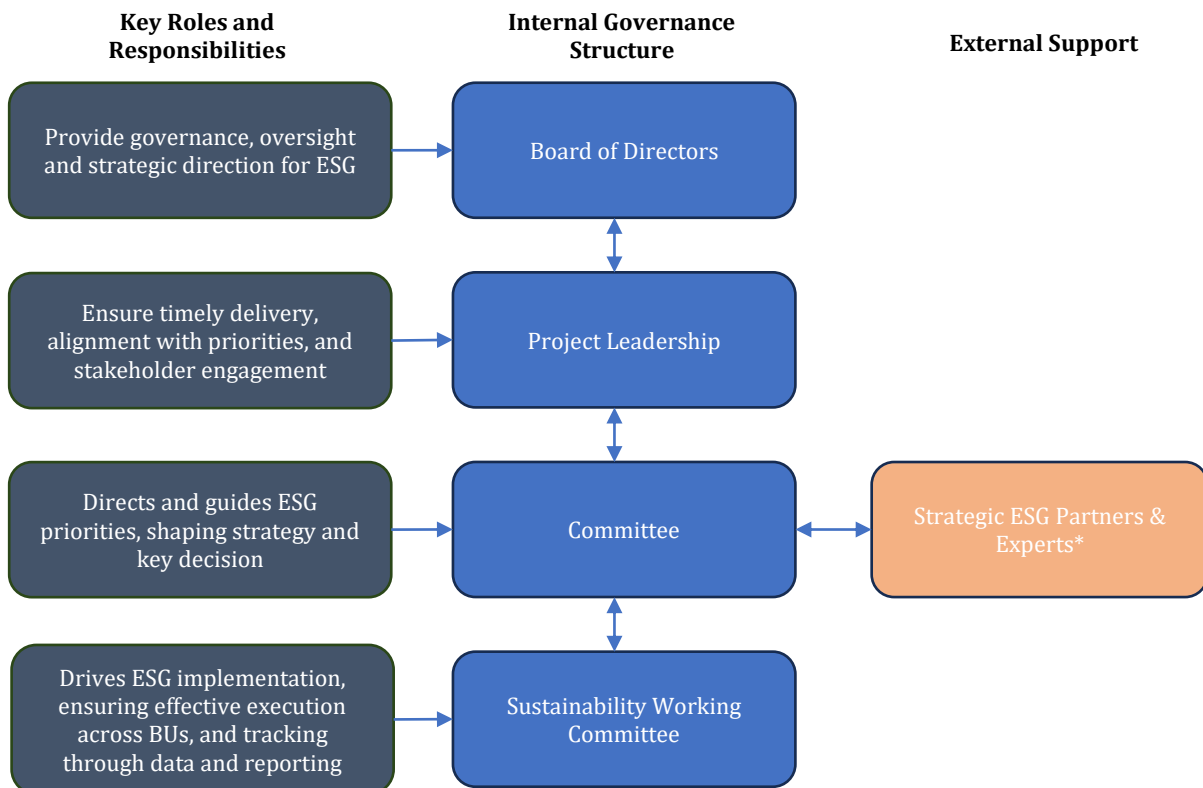 Key Roles and
Responsibilities
Internal Governance
Structure
External Support
Provide governance, oversight
and strategic direction for ESG
Board of Directors
Ensure timely delivery,
alignment with priorities, and
stakeholder engagement
Project Leadership
Directs and guides ESG
priorities, shaping strategy and
key decision
Committee
Strategic ESG Partners &
Experts*
Drives ESG implementation,
ensuring effective execution
across BUs, and tracking
through data and reporting
Sustainability Working
Committee